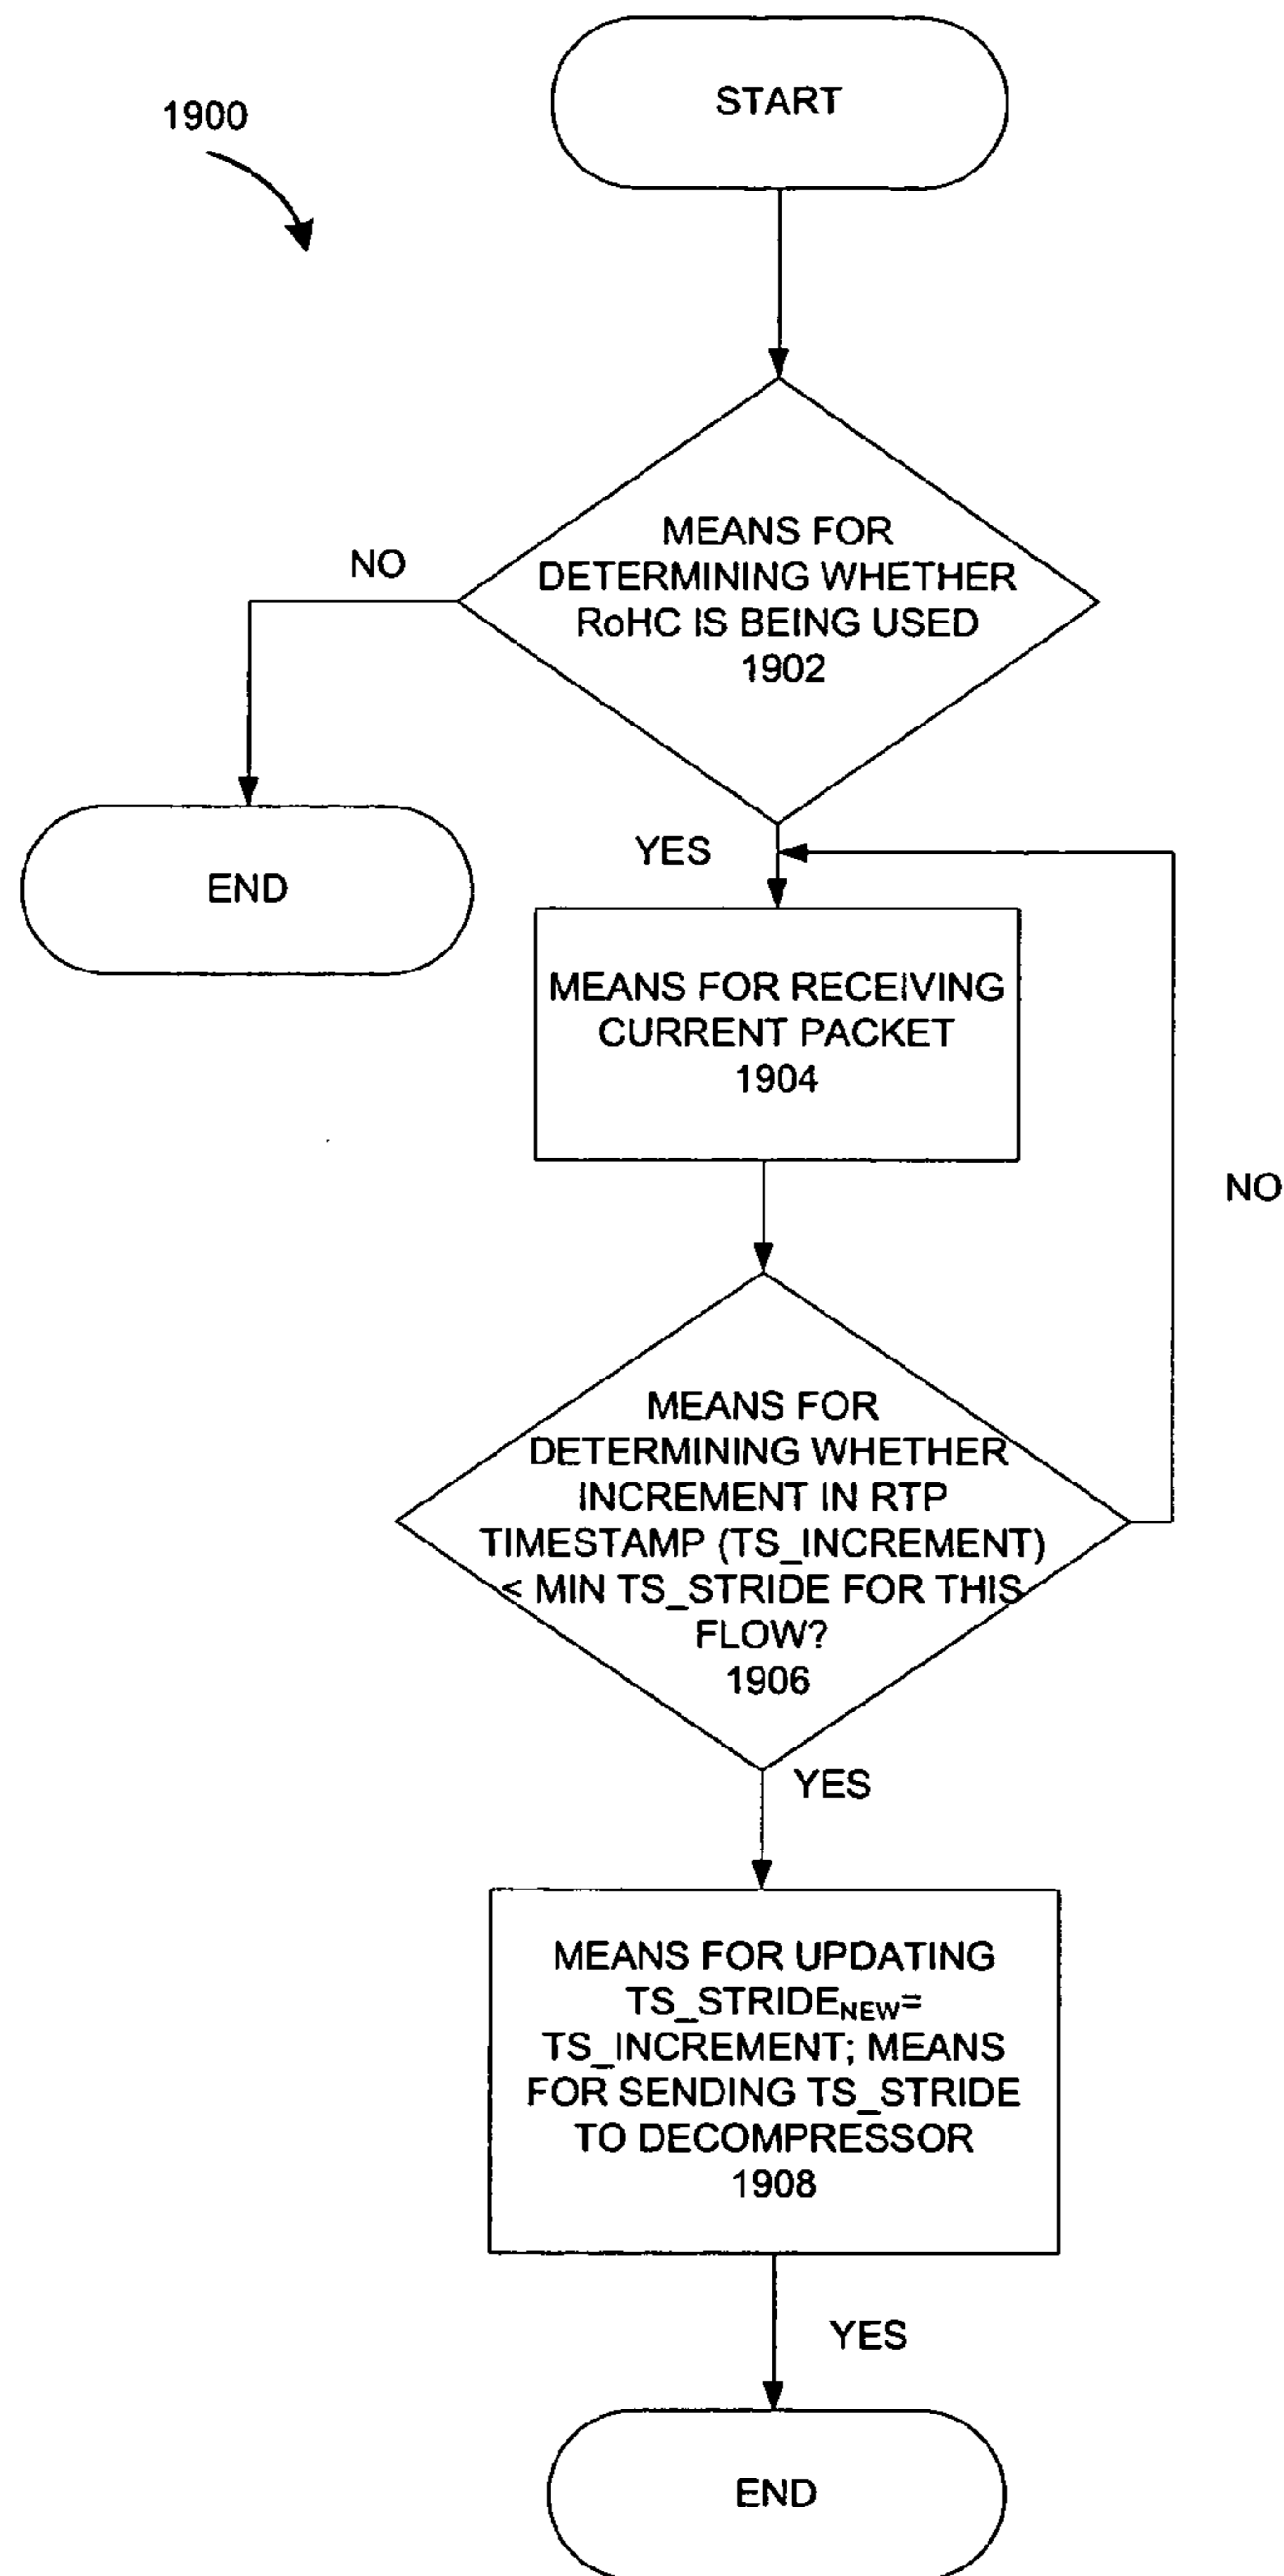 START
1900
MEANS FOR
DETERMINING WHETHER
RoHC IS BEING USED
1902
NO
YES
END
MEANS FOR RECEIVING
CURRENT PACKET
1904
NO
MEANS FOR
DETERMINING WHETHER
INCREMENT IN RTP
TIMESTAMP (TS_INCREMENT)
< MIN TS_STRIDE FOR THIS
FLOW?
1906
YES
MEANS FOR UPDATING
TS_STRIDENEW=
TS_INCREMENT; MEANS
FOR SENDING TS_STRIDE
TO DECOMPRESSOR
1908
YES
END